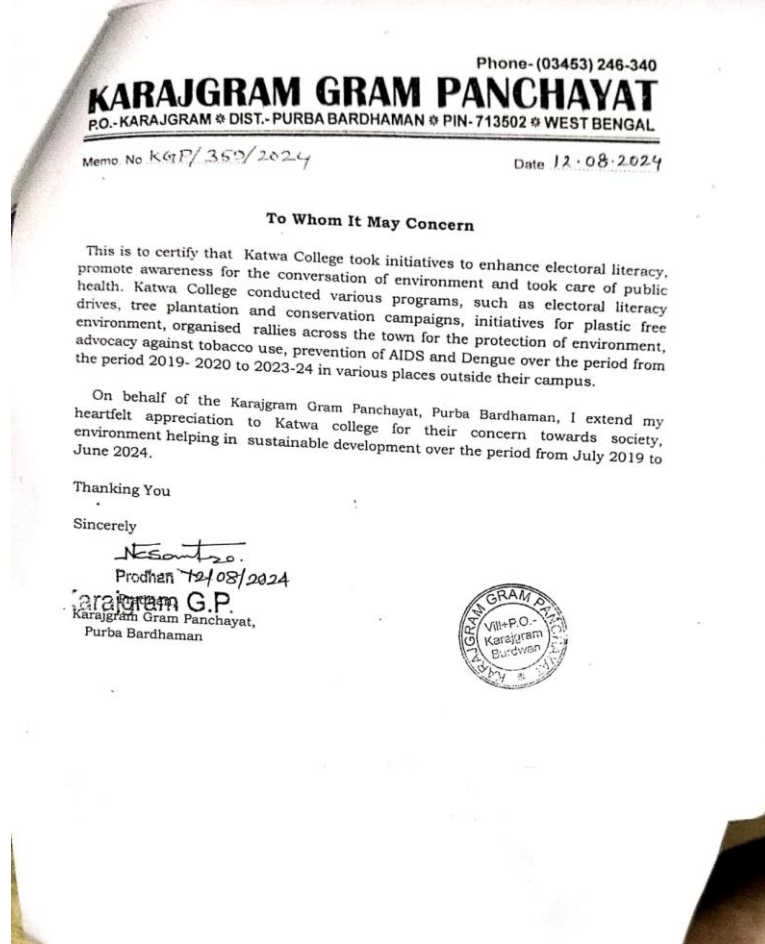 Phone- (03453) 246-340
KARAJGRAM GRAM PANCHAYAT
P.O.-KARAJGRAM ❉ DIST.- PURBA BARDHAMAN ❉ PIN- 713502 ❉ WEST BENGAL
Memo No KGP/359/2024
Date 12.08.2024
To Whom It May Concern
This is to certify that Katwa College took initiatives to enhance electoral literacy,
promote awareness for the conversation of environment and took care of public
health. Katwa College conducted various programs, such as electoral literacy
drives, tree plantation and conservation campaigns, initiatives for plastic free
environment, organised rallies across the town for the protection of environment,
advocacy against tobacco use, prevention of AIDS and Dengue over the period from
the period 2019- 2020 to 2023-24 in various places outside their campus.
On behalf of the Karajgram Gram Panchayat, Purba Bardhaman, I extend my
heartfelt appreciation to Katwa college for their concern towards society,
environment helping in sustainable development over the period from July 2019 to
June 2024.
Thanking You
Sincerely
Prodhan 12/08/2024
Karajgram G.P.
Karajgram Gram Panchayat,
Purba Bardhaman
KARAJGRAM GRAM PANCHAYAT
Vill+P.O.-
Karajgram
Burdwan